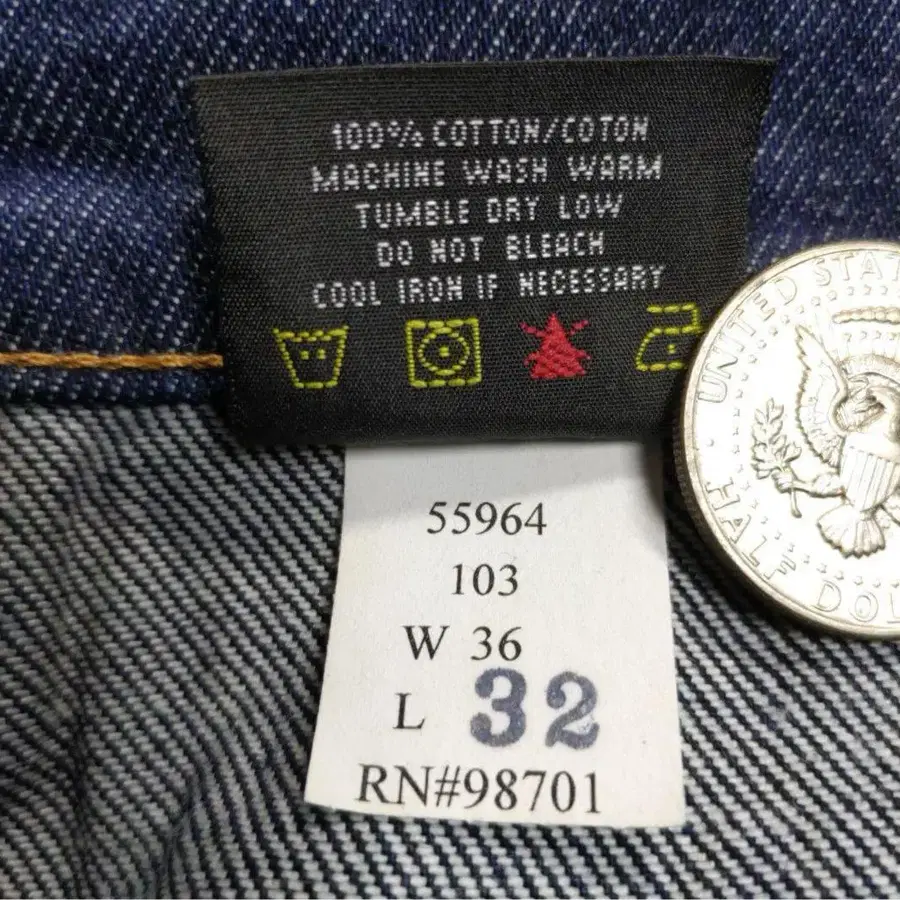 100% COTTON/COTON
MACHINE WASH WARM
TUMBLE DRY LOW
DO NOT BLEACH
COOL IRON IF NECESSARY
55964
103
W 36
L 32
RN#98701
UNITED STA
HALF DOL